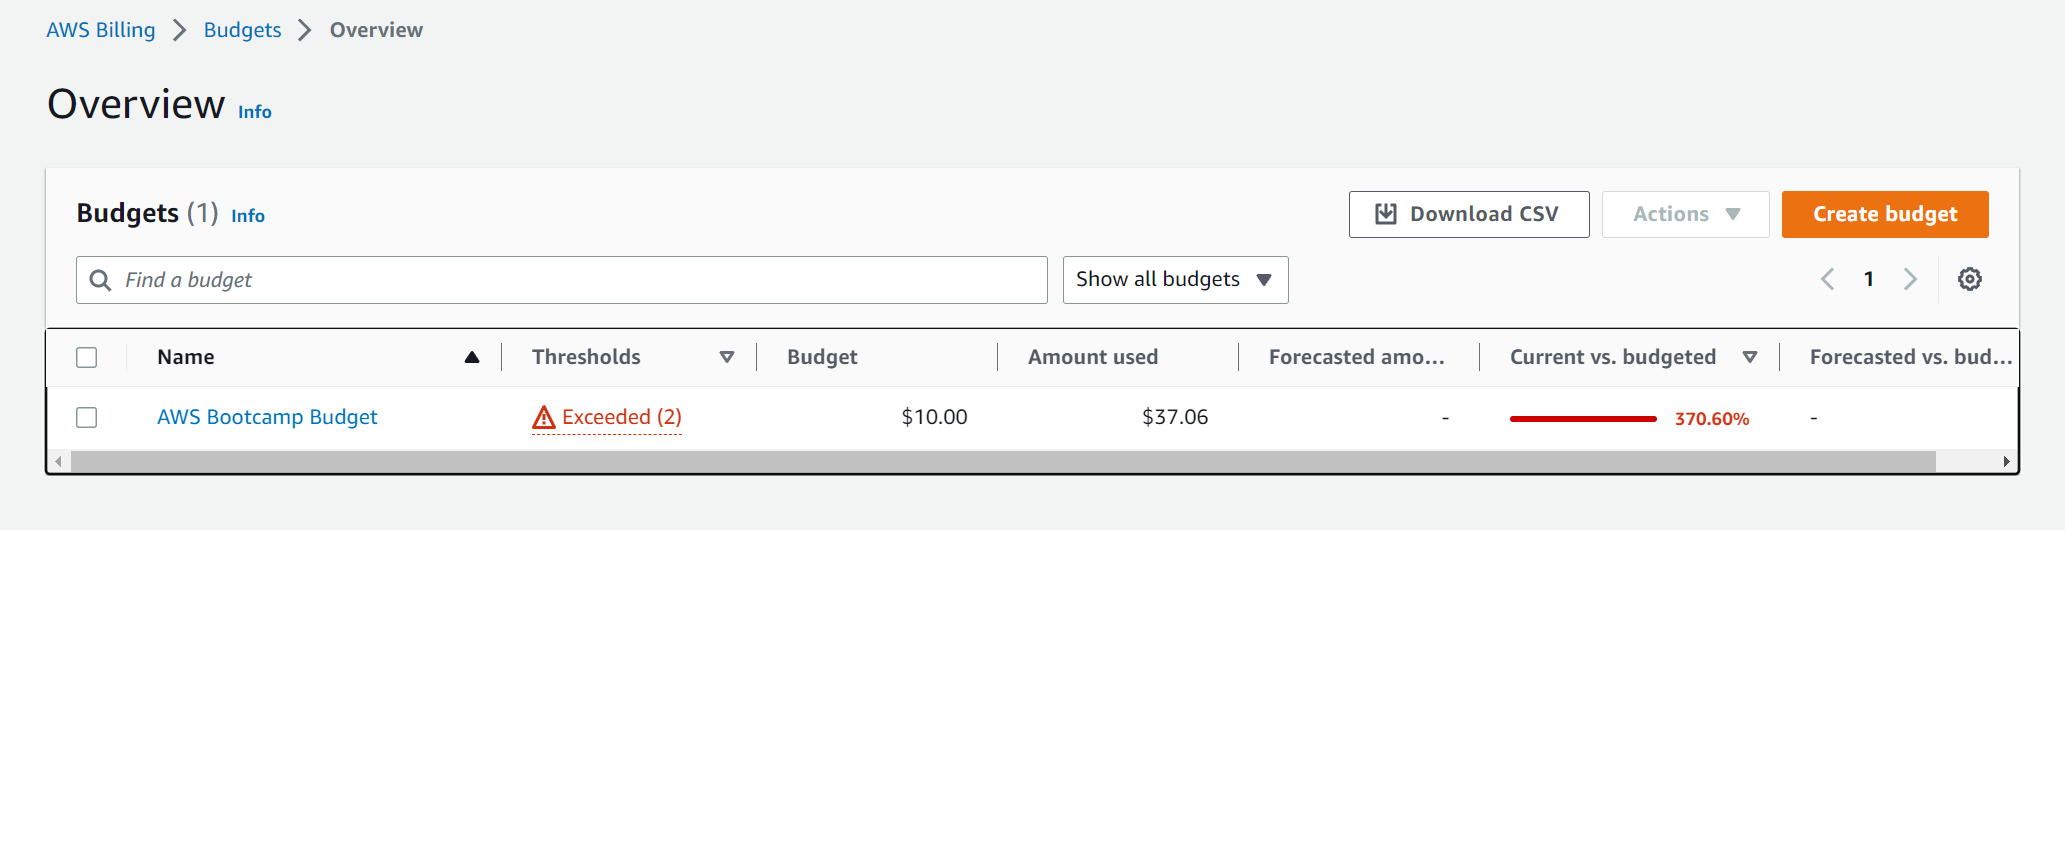 AWS Billing Budgets Overview
Overview Info
Budgets (1) Info Download CSV Actions Create budget
Find a budget Show all budgets 1
Name Thresholds Budget Amount used Forecasted amo... Current vs. budgeted Forecasted vs. bud...
AWS Bootcamp Budget Exceeded (2) $10.00 $37.06 - 370.60% -